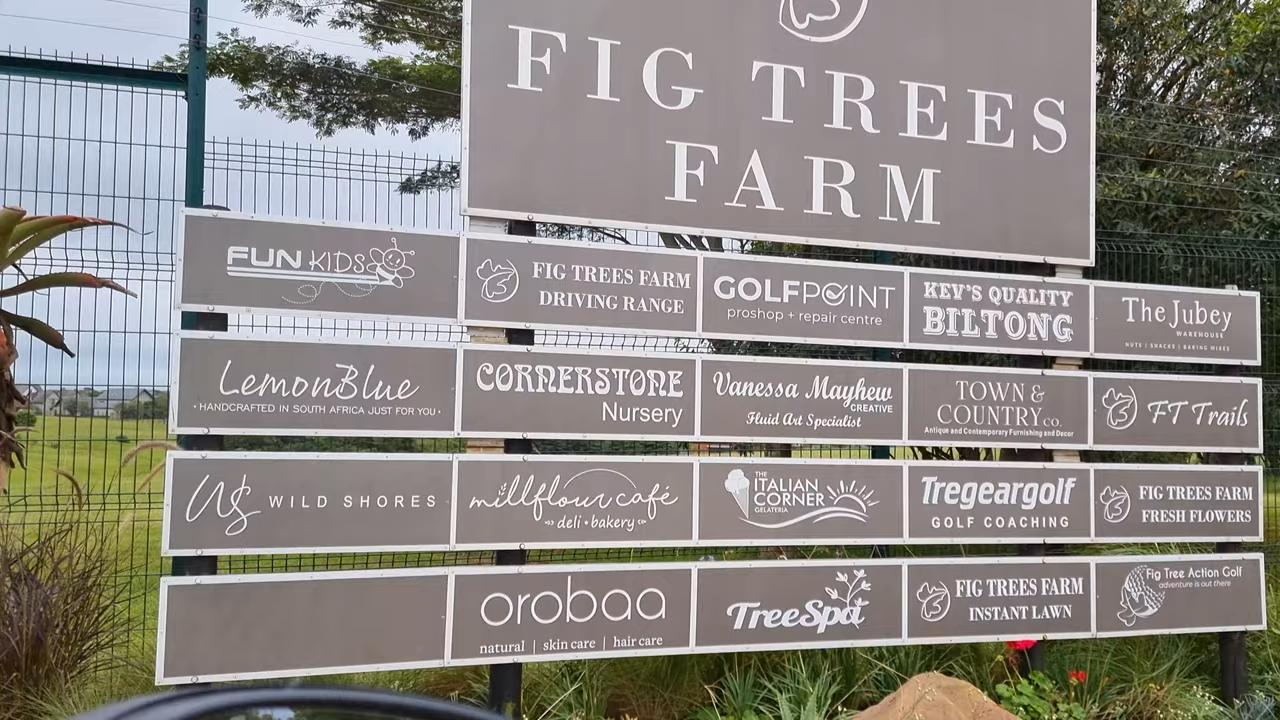 FIG TREES
FARM
FUN KIDS
FIG TREES FARM
DRIVING RANGE
GOLFPOINT
proshop + repair centre
KEV'S QUALITY
BILTONG
The Jubey
WAREHOUSE
NUTS | SNACKS | BAKING MIXES
LemonBlue
• HANDCRAFTED IN SOUTH AFRICA JUST FOR YOU •
CORNERSTONE
Nursery
Vanessa Mayhew
CREATIVE
Fluid Art Specialist
TOWN &
COUNTRY CO.
Antique and Contemporary Furnishing and Decor
FT Trails
WS WILD SHORES
millflour café
deli • bakery
THE
ITALIAN
CORNER
GELATERIA
Tregeargolf
GOLF COACHING
FIG TREES FARM
FRESH FLOWERS
orobaa
natural | skin care | hair care
TreeSpa
FIG TREES FARM
INSTANT LAWN
Fig Tree Action Golf
adventure is out there